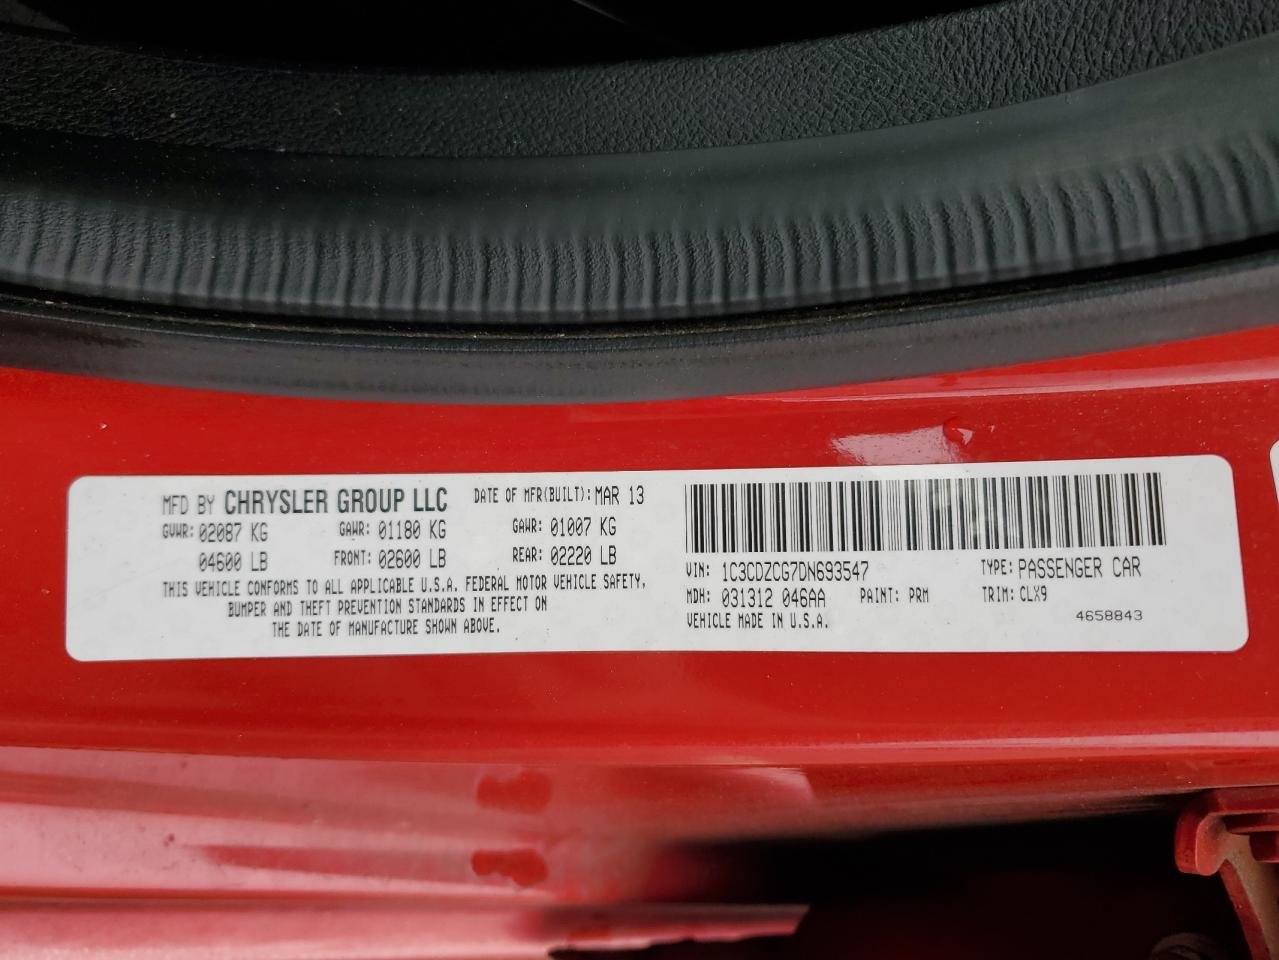 MFD BY CHRYSLER GROUP LLC DATE OF MFR(BUILT): MAR 13
GVWR: 02087 KG GAWR: 01180 KG GAWR: 01007 KG
04600 LB FRONT: 02600 LB REAR: 02220 LB
THIS VEHICLE CONFORMS TO ALL APPLICABLE U.S.A. FEDERAL MOTOR VEHICLE SAFETY,
BUMPER AND THEFT PREVENTION STANDARDS IN EFFECT ON
THE DATE OF MANUFACTURE SHOWN ABOVE.
VIN: 1C3CDZCG7DN693547 TYPE: PASSENGER CAR
MDH: 031312 046AA PAINT: PRM TRIM: CLX9
VEHICLE MADE IN U.S.A. 4658843